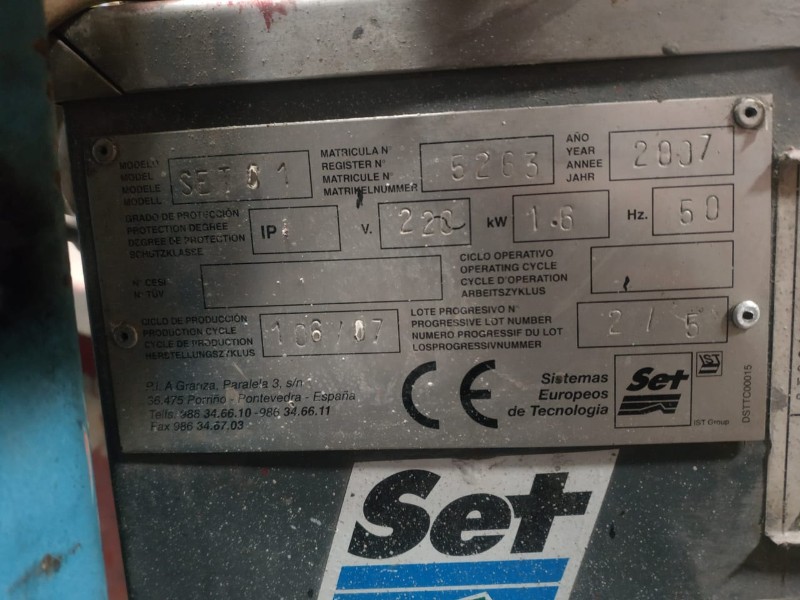 MODELO
MODEL
MODELE
MODELL
SET 01
MATRICULA Nº
REGISTER Nº
MATRICULE Nº
MATRIKELNUMMER
5263
AÑO
YEAR
ANNEE
JAHR
2007
GRADO DE PROTECCIÓN
PROTECTION DEGREE
DEGREE DE PROTECTION
SCHUTZKLASSE
IP
V.
220
kW
1.6
Hz.
50
Nº CESI
Nº TÜV
CICLO OPERATIVO
OPERATING CYCLE
CYCLE D'OPERATION
ARBEITSZYKLUS
CICLO DE PRODUCCIÓN
PRODUCTION CYCLE
CYCLE DE PRODUCTION
HERSTELLUNGSZYKLUS
106/07
LOTE PROGRESIVO Nº
PROGRESSIVE LOT NUMBER
NUMERO PROGRESSIF DU LOT
LOSPROGRESSIVNUMMER
2/5
P.I. A Granza, Paralela 3, s/n
36.475 Porriño - Pontevedra - España
Telfs. 986 34.66.10 - 986 34.66.11
Fax 986 34.67.03
CE
Sistemas
Europeos
de Tecnología
Set
IST
IST Group
DSTTC00015
Set